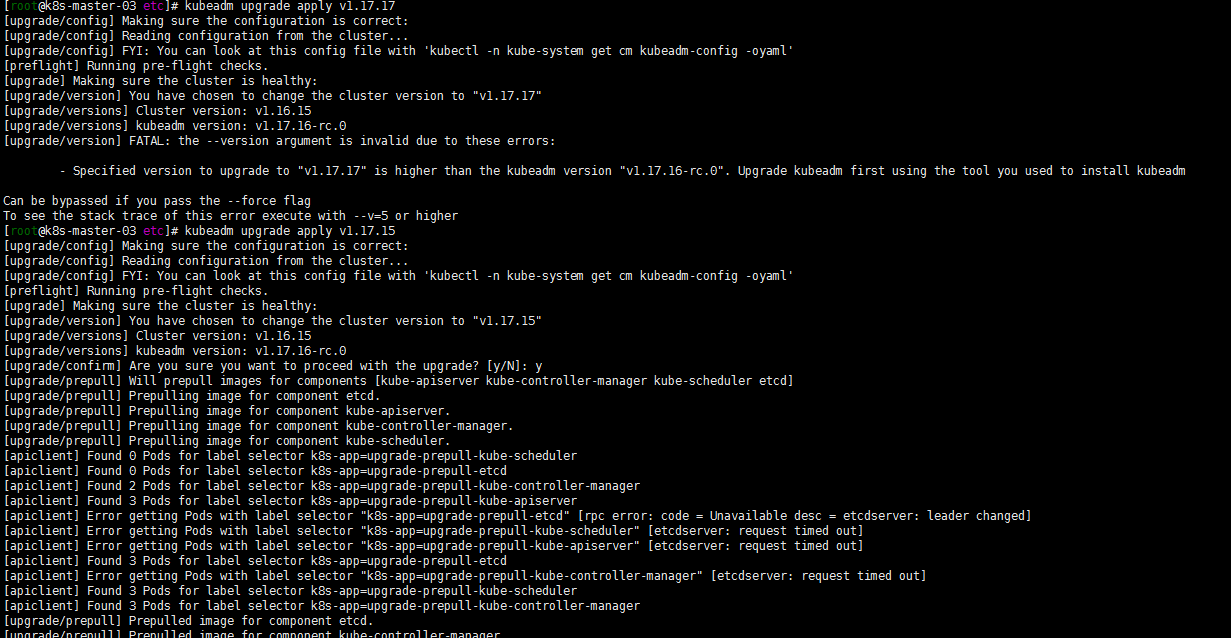 [root@k8s-master-03 etc]# kubeadm upgrade apply v1.17.17
[upgrade/config] Making sure the configuration is correct:
[upgrade/config] Reading configuration from the cluster...
[upgrade/config] FYI: You can look at this config file with 'kubectl -n kube-system get cm kubeadm-config -oyaml'
[preflight] Running pre-flight checks.
[upgrade] Making sure the cluster is healthy:
[upgrade/version] You have chosen to change the cluster version to "v1.17.17"
[upgrade/versions] Cluster version: v1.16.15
[upgrade/versions] kubeadm version: v1.17.16-rc.0
[upgrade/version] FATAL: the --version argument is invalid due to these errors:
- Specified version to upgrade to "v1.17.17" is higher than the kubeadm version "v1.17.16-rc.0". Upgrade kubeadm first using the tool you used to install kubeadm
Can be bypassed if you pass the --force flag
To see the stack trace of this error execute with --v=5 or higher
[root@k8s-master-03 etc]# kubeadm upgrade apply v1.17.15
[upgrade/config] Making sure the configuration is correct:
[upgrade/config] Reading configuration from the cluster...
[upgrade/config] FYI: You can look at this config file with 'kubectl -n kube-system get cm kubeadm-config -oyaml'
[preflight] Running pre-flight checks.
[upgrade] Making sure the cluster is healthy:
[upgrade/version] You have chosen to change the cluster version to "v1.17.15"
[upgrade/versions] Cluster version: v1.16.15
[upgrade/versions] kubeadm version: v1.17.16-rc.0
[upgrade/confirm] Are you sure you want to proceed with the upgrade? [y/N]: y
[upgrade/prepull] Will prepull images for components [kube-apiserver kube-controller-manager kube-scheduler etcd]
[upgrade/prepull] Prepulling image for component etcd.
[upgrade/prepull] Prepulling image for component kube-apiserver.
[upgrade/prepull] Prepulling image for component kube-controller-manager.
[upgrade/prepull] Prepulling image for component kube-scheduler.
[apiclient] Found 0 Pods for label selector k8s-app=upgrade-prepull-kube-scheduler
[apiclient] Found 0 Pods for label selector k8s-app=upgrade-prepull-etcd
[apiclient] Found 2 Pods for label selector k8s-app=upgrade-prepull-kube-controller-manager
[apiclient] Found 3 Pods for label selector k8s-app=upgrade-prepull-kube-apiserver
[apiclient] Error getting Pods with label selector "k8s-app=upgrade-prepull-etcd" [rpc error: code = Unavailable desc = etcdserver: leader changed]
[apiclient] Error getting Pods with label selector "k8s-app=upgrade-prepull-kube-scheduler" [etcdserver: request timed out]
[apiclient] Error getting Pods with label selector "k8s-app=upgrade-prepull-kube-apiserver" [etcdserver: request timed out]
[apiclient] Found 3 Pods for label selector k8s-app=upgrade-prepull-etcd
[apiclient] Error getting Pods with label selector "k8s-app=upgrade-prepull-kube-controller-manager" [etcdserver: request timed out]
[apiclient] Found 3 Pods for label selector k8s-app=upgrade-prepull-kube-scheduler
[apiclient] Found 3 Pods for label selector k8s-app=upgrade-prepull-kube-controller-manager
[upgrade/prepull] Prepulled image for component etcd.
[upgrade/prepull] Prepulled image for component kube-controller-manager